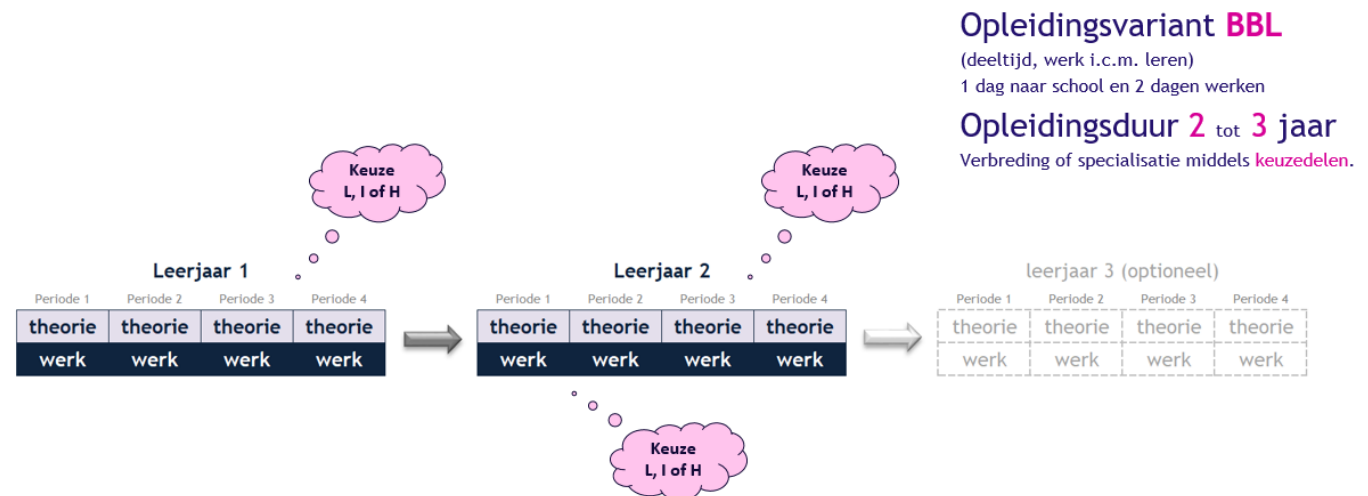 Opleidingsvariant BBL
(deeltijd, werk i.c.m. leren)
1 dag naar school en 2 dagen werken
Opleidingsduur 2 tot 3 jaar
Verbreding of specialisatie middels keuzedelen.
Keuze
L, I of H
Keuze
L, I of H
Leerjaar 1
Periode 1 Periode 2 Periode 3 Periode 4
theorie theorie theorie theorie
werk werk werk werk
Leerjaar 2
Periode 1 Periode 2 Periode 3 Periode 4
theorie theorie theorie theorie
werk werk werk werk
leerjaar 3 (optioneel)
Periode 1 Periode 2 Periode 3 Periode 4
theorie theorie theorie theorie
werk werk werk werk
Keuze
L, I of H